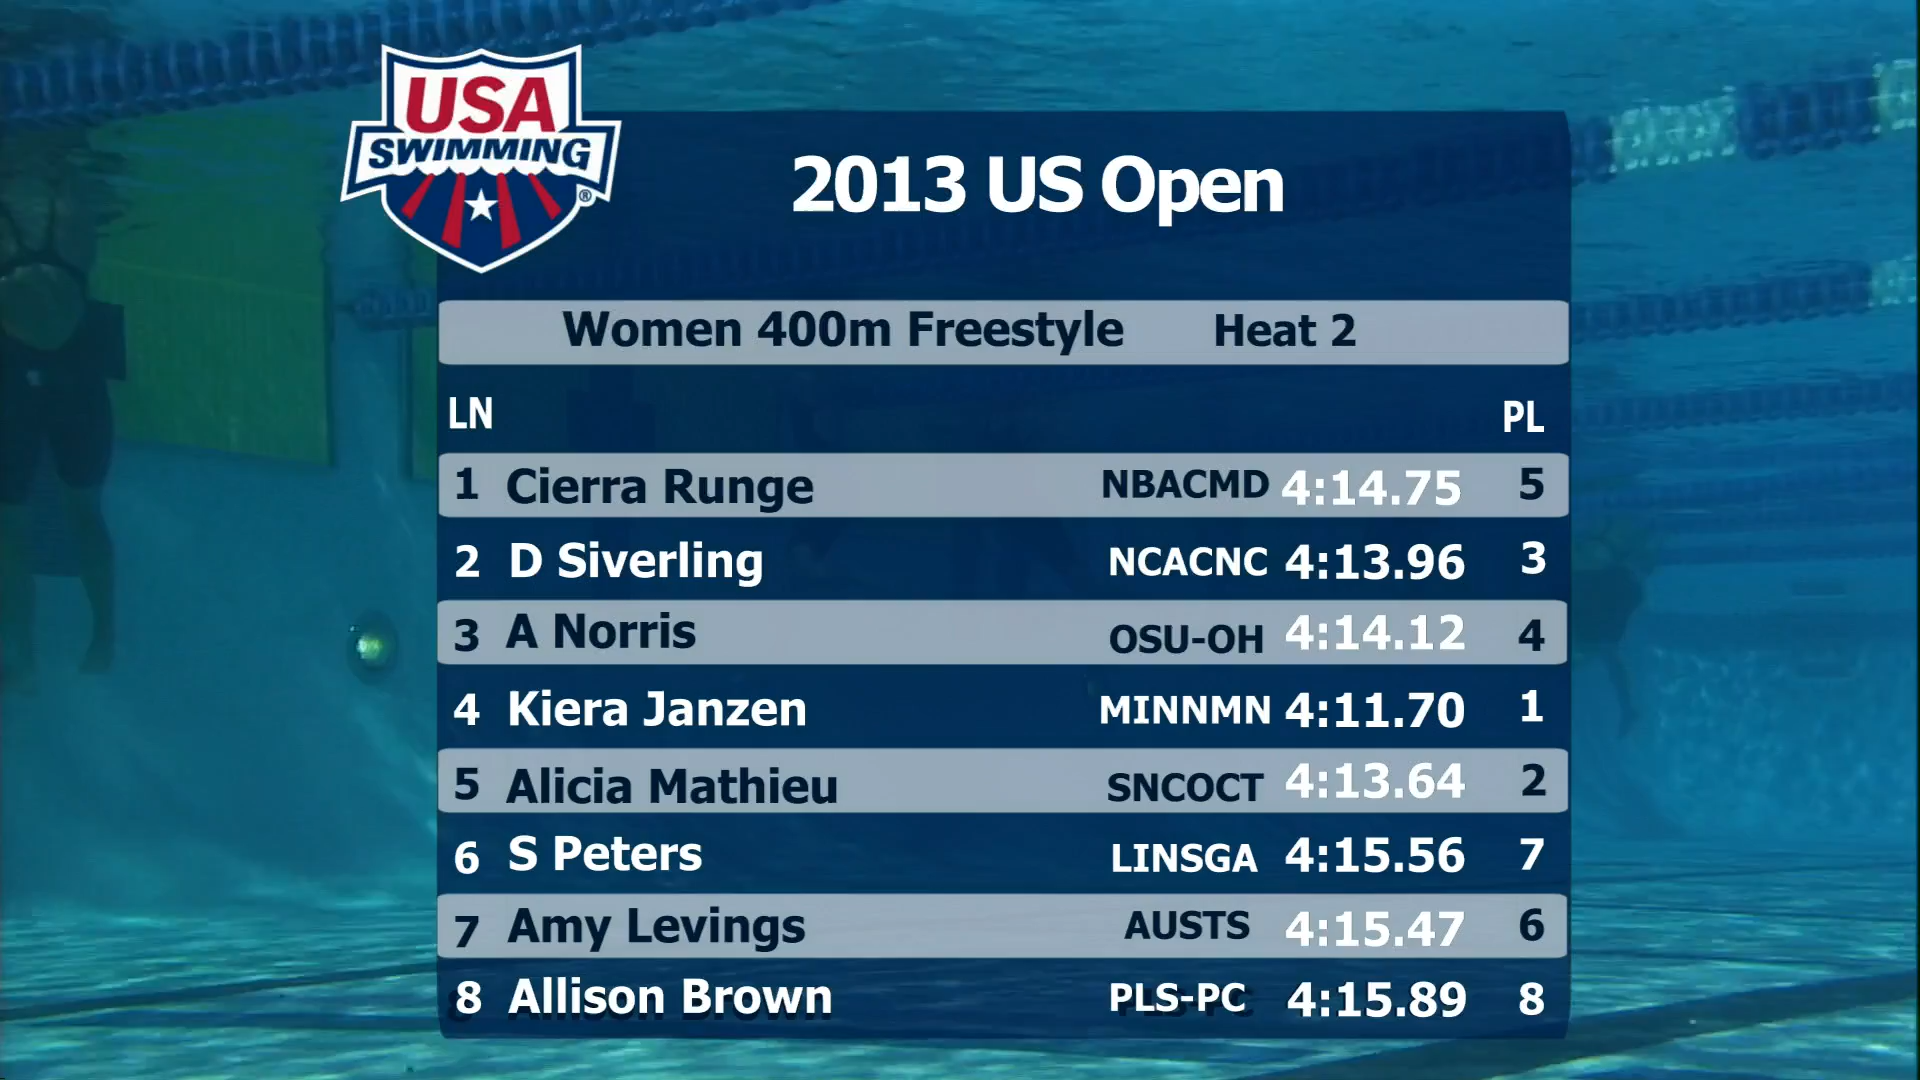 USA
SWIMMING
®
2013 US Open
Women 400m Freestyle Heat 2
LN PL
1 Cierra Runge NBACMD 4:14.75 5
2 D Siverling NCACNC 4:13.96 3
3 A Norris OSU-OH 4:14.12 4
4 Kiera Janzen MINNMN 4:11.70 1
5 Alicia Mathieu SNCOCT 4:13.64 2
6 S Peters LINSGA 4:15.56 7
7 Amy Levings AUSTS 4:15.47 6
8 Allison Brown PLS-PC 4:15.89 8